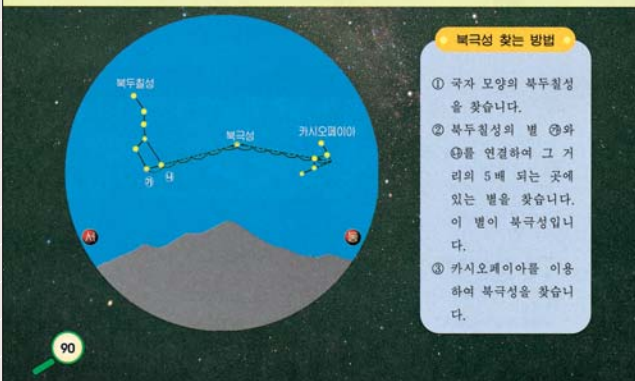 북두칠성
북극성
카시오페이아
㉮
㉯
서
동
북극성 찾는 방법
① 국자 모양의 북두칠성
을 찾습니다.
② 북두칠성의 별 ㉮와
㉯를 연결하여 그 거
리의 5배 되는 곳에
있는 별을 찾습니다.
이 별이 북극성입니
다.
③ 카시오페이아를 이용
하여 북극성을 찾습니
다.
90